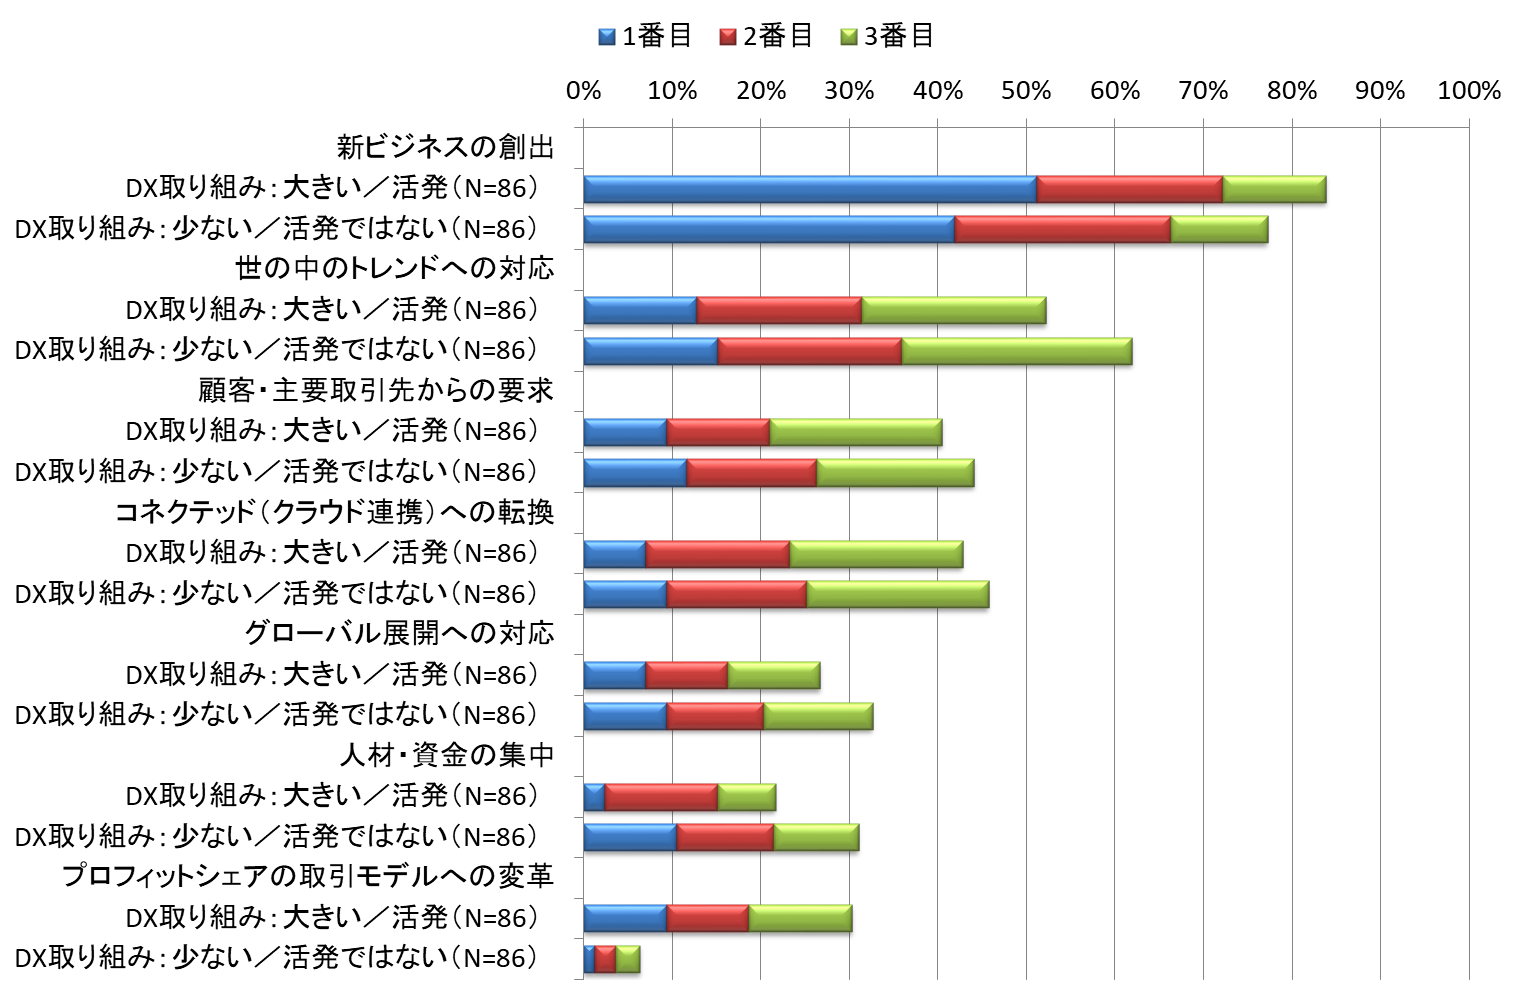 1番目 2番目 3番目
0% 10% 20% 30% 40% 50% 60% 70% 80% 90% 100%
新ビジネスの創出
DX取り組み：大きい／活発（N=86）
DX取り組み：少ない／活発ではない（N=86）
世の中のトレンドへの対応
DX取り組み：大きい／活発（N=86）
DX取り組み：少ない／活発ではない（N=86）
顧客・主要取引先からの要求
DX取り組み：大きい／活発（N=86）
DX取り組み：少ない／活発ではない（N=86）
コネクテッド（クラウド連携）への転換
DX取り組み：大きい／活発（N=86）
DX取り組み：少ない／活発ではない（N=86）
グローバル展開への対応
DX取り組み：大きい／活発（N=86）
DX取り組み：少ない／活発ではない（N=86）
人材・資金の集中
DX取り組み：大きい／活発（N=86）
DX取り組み：少ない／活発ではない（N=86）
プロフィットシェアの取引モデルへの変革
DX取り組み：大きい／活発（N=86）
DX取り組み：少ない／活発ではない（N=86）